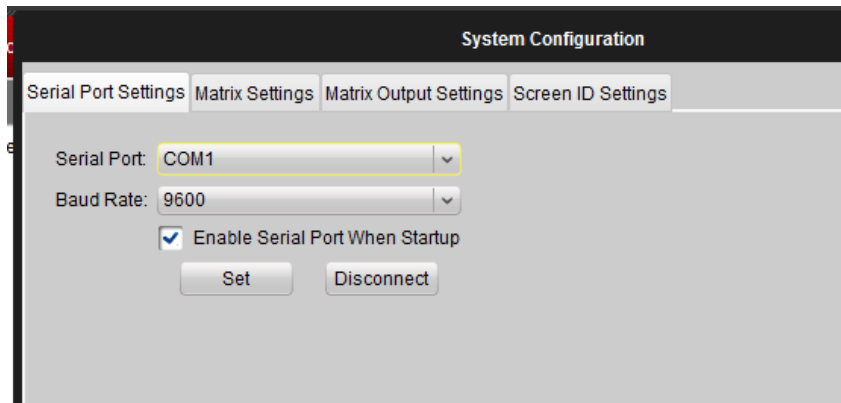 System Configuration
Serial Port Settings Matrix Settings Matrix Output Settings Screen ID Settings
Serial Port: COM1
Baud Rate: 9600
Enable Serial Port When Startup
Set Disconnect